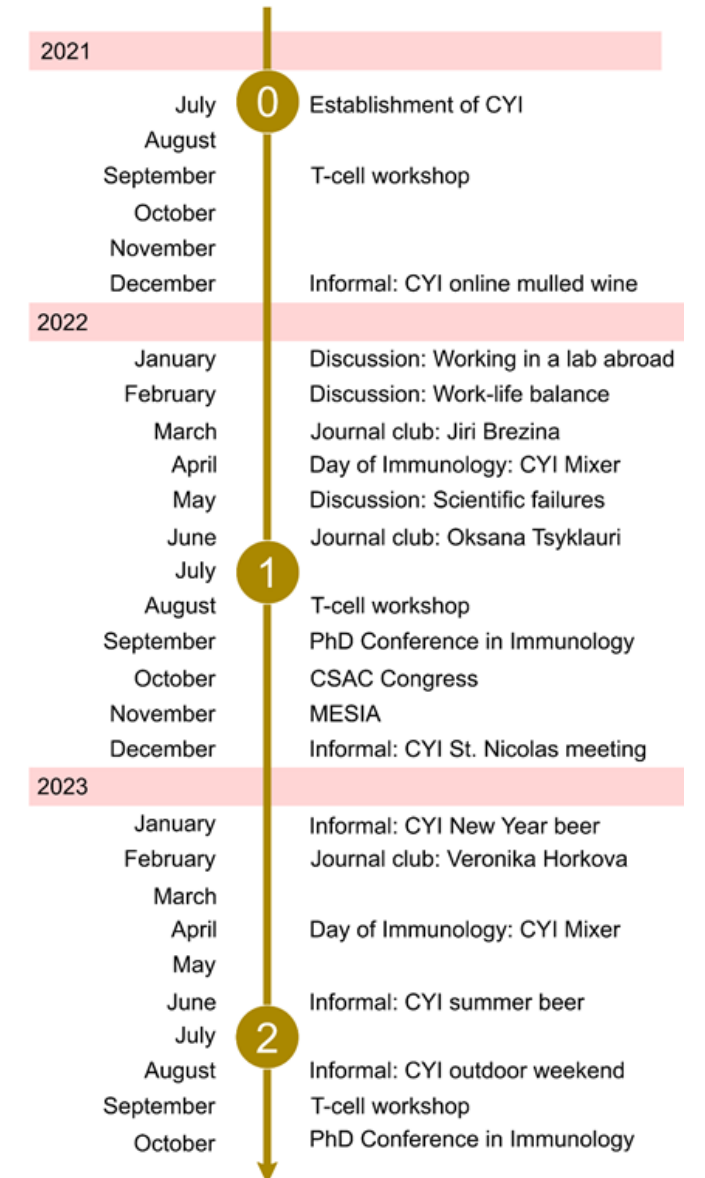 2021
July 0 Establishment of CYI
August
September T-cell workshop
October
November
December Informal: CYI online mulled wine
2022
January Discussion: Working in a lab abroad
February Discussion: Work-life balance
March Journal club: Jiri Brezina
April Day of Immunology: CYI Mixer
May Discussion: Scientific failures
June Journal club: Oksana Tsyklauri
July 1
August T-cell workshop
September PhD Conference in Immunology
October CSAC Congress
November MESIA
December Informal: CYI St. Nicolas meeting
2023
January Informal: CYI New Year beer
February Journal club: Veronika Horkova
March
April Day of Immunology: CYI Mixer
May
June Informal: CYI summer beer
July 2
August Informal: CYI outdoor weekend
September T-cell workshop
October PhD Conference in Immunology